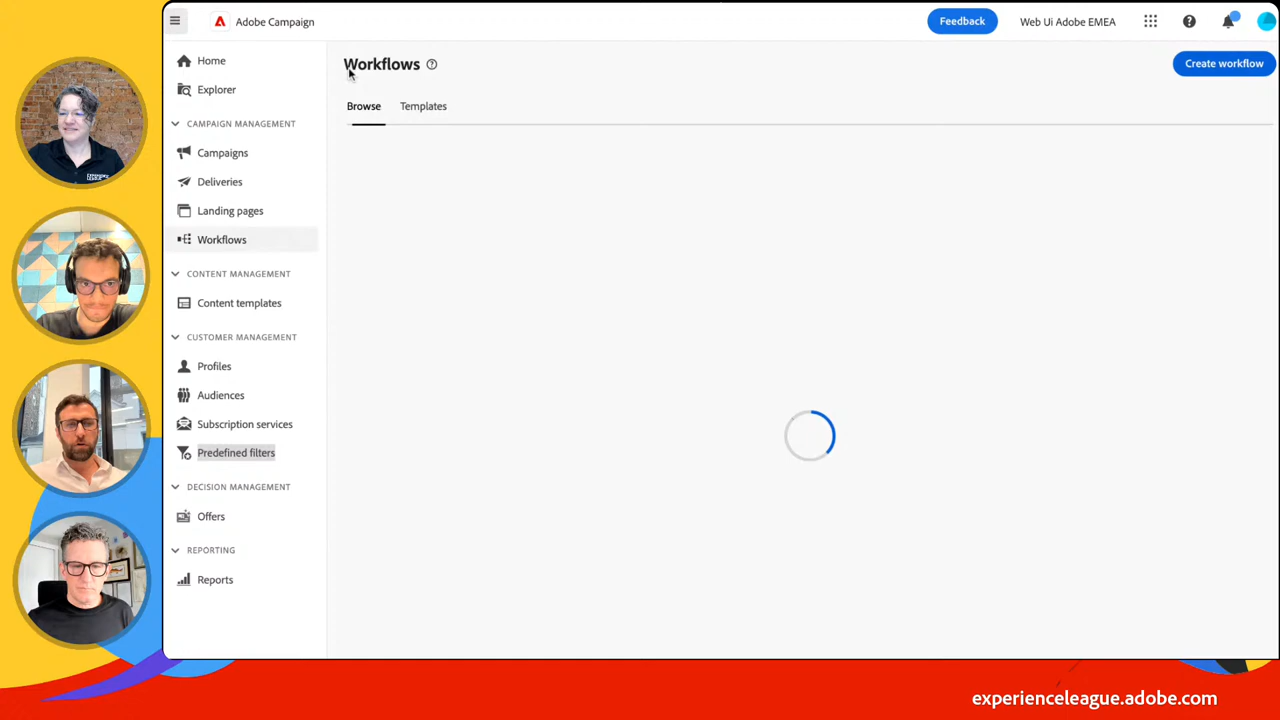 Adobe Campaign
Feedback
Web Ui Adobe EMEA
Home
Explorer
CAMPAIGN MANAGEMENT
Campaigns
Deliveries
Landing pages
Workflows
CONTENT MANAGEMENT
Content templates
CUSTOMER MANAGEMENT
Profiles
Audiences
Subscription services
Predefined filters
DECISION MANAGEMENT
Offers
REPORTING
Reports
Workflows
Create workflow
Browse
Templates
experienceleague.adobe.com